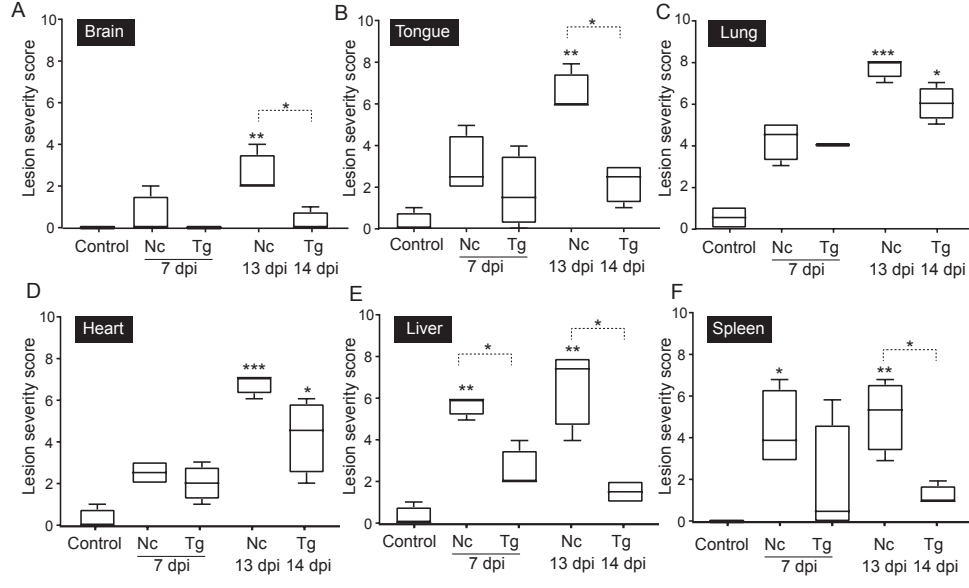 A
Brain
Lesion severity score
10
8
6
4
2
0
**
*
Control
Nc
Tg
Nc
Tg
7 dpi
13 dpi
14 dpi
B
Tongue
Lesion severity score
10
8
6
4
2
0
**
*
Control
Nc
Tg
Nc
Tg
7 dpi
13 dpi
14 dpi
C
Lung
Lesion severity score
10
8
6
4
2
0
***
*
Control
Nc
Tg
Nc
Tg
7 dpi
13 dpi
14 dpi
D
Heart
Lesion severity score
10
8
6
4
2
0
***
*
Control
Nc
Tg
Nc
Tg
7 dpi
13 dpi
14 dpi
E
Liver
Lesion severity score
10
8
6
4
2
0
**
*
**
*
Control
Nc
Tg
Nc
Tg
7 dpi
13 dpi
14 dpi
F
Spleen
Lesion severity score
10
8
6
4
2
0
*
**
*
Control
Nc
Tg
Nc
Tg
7 dpi
13 dpi
14 dpi